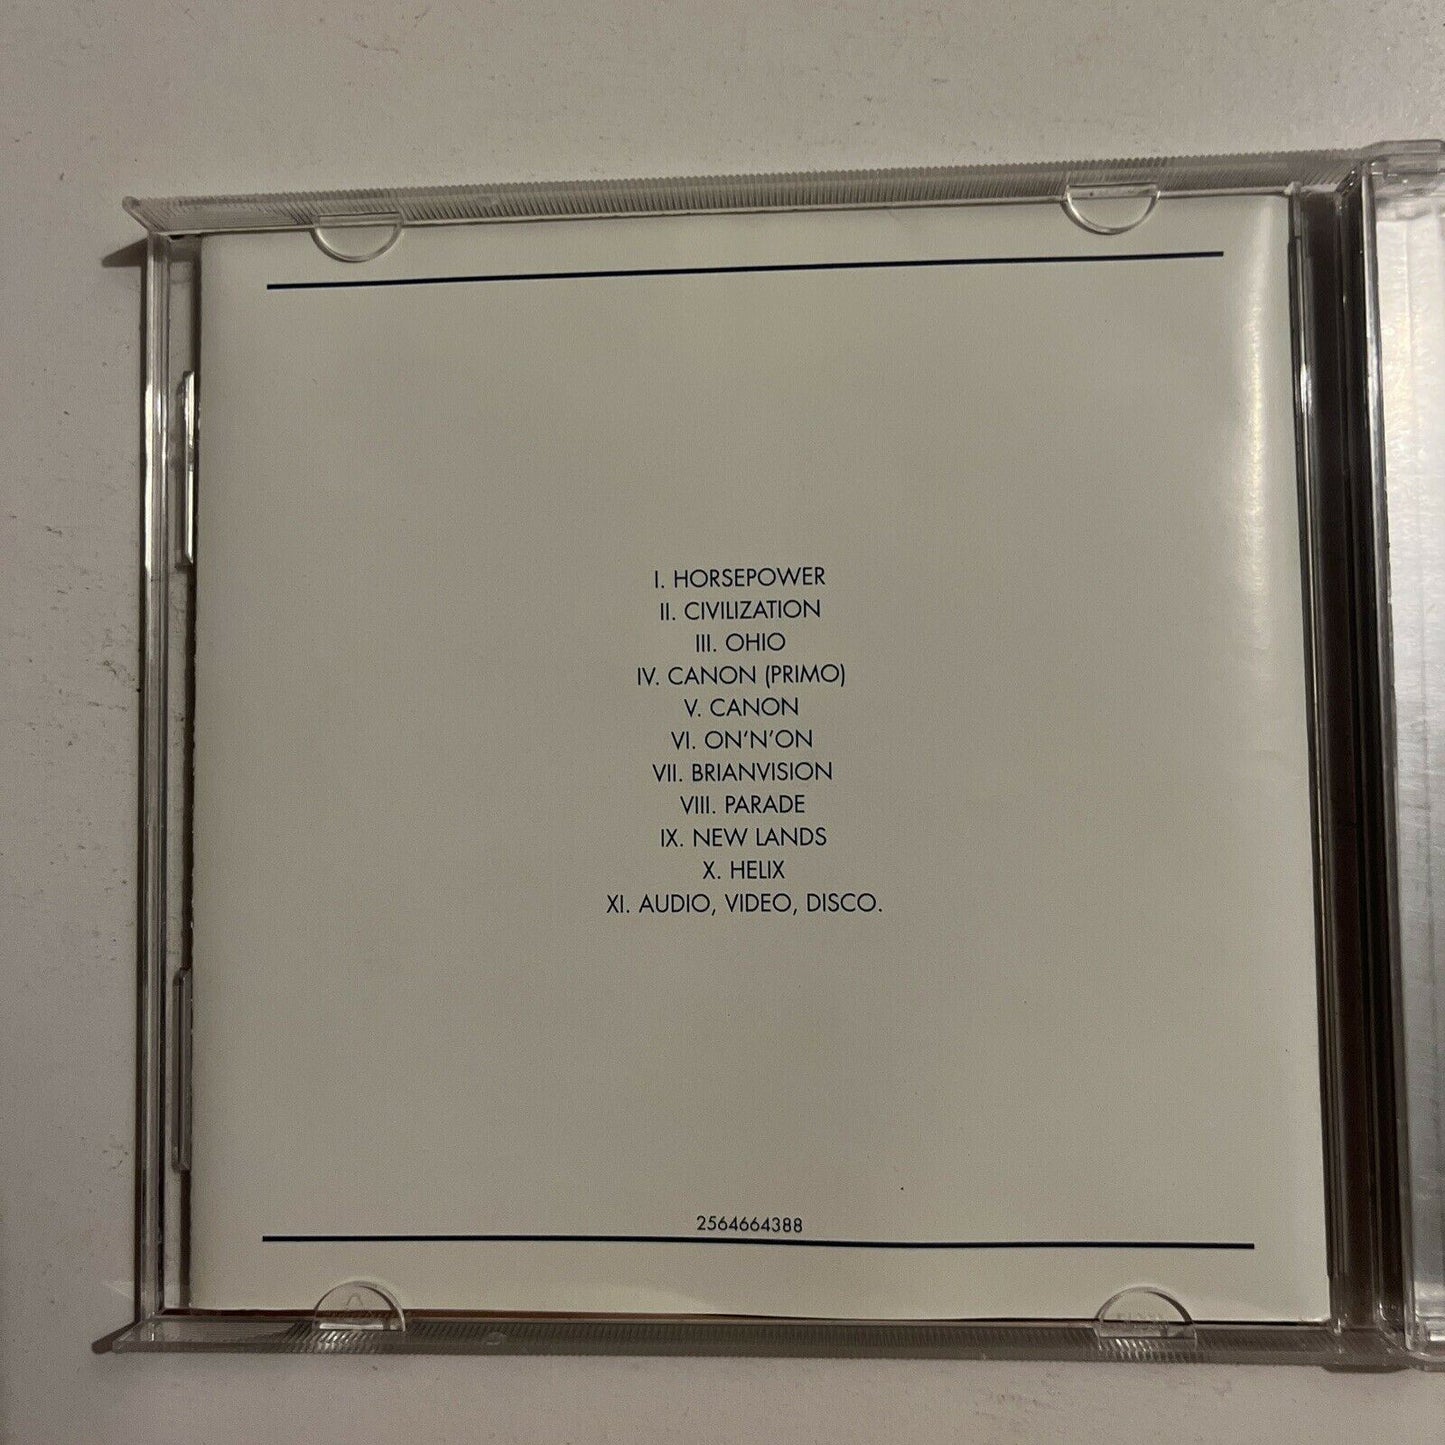 I. HORSEPOWER
II. CIVILIZATION
III. OHIO
IV. CANON (PRIMO)
V. CANON
VI. ON‘N’ON
VII. BRIANVISION
VIII. PARADE
IX. NEW LANDS
X. HELIX
XI. AUDIO, VIDEO, DISCO.
2564664388